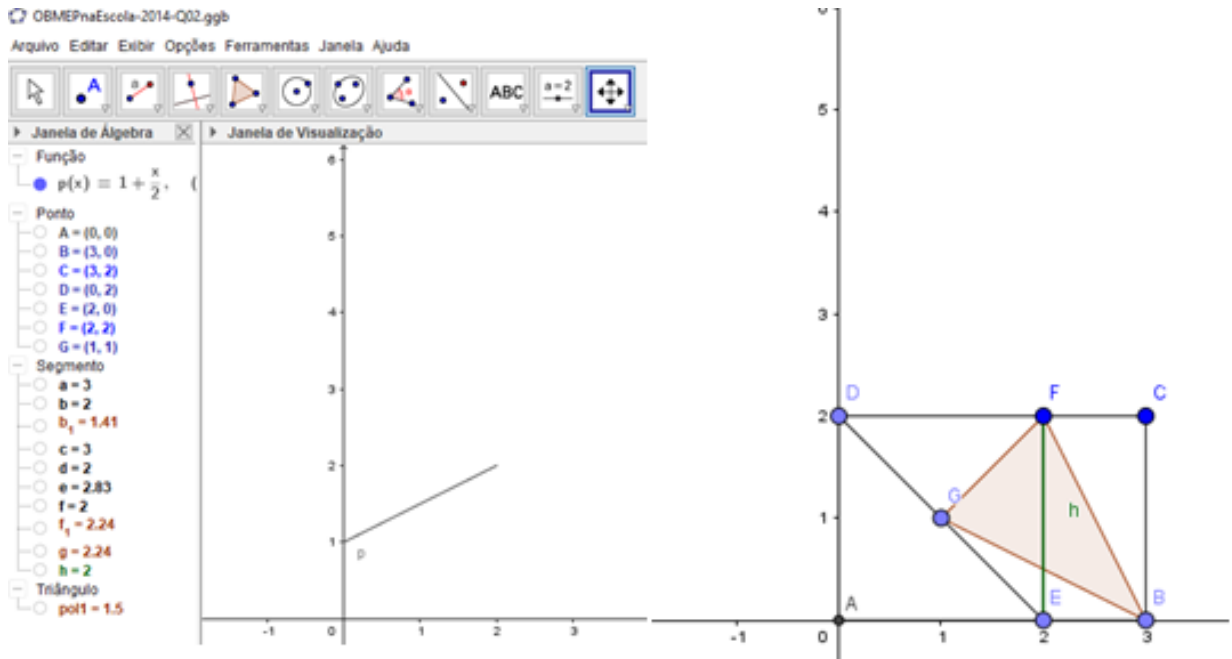 OBMEPnaEscola-2014-Q02.ggb
Arquivo Editar Exibir Opções Ferramentas Janela Ajuda
A
a
α
ABC
a=2
Janela de Álgebra
Janela de Visualização
Função
p(x) = 1 + x/2, (
Ponto
A = (0, 0)
B = (3, 0)
C = (3, 2)
D = (0, 2)
E = (2, 0)
F = (2, 2)
G = (1, 1)
Segmento
a = 3
b = 2
b₁ = 1.41
c = 3
d = 2
e = 2.83
f = 2
f₁ = 2.24
g = 2.24
h = 2
Triângulo
pol1 = 1.5
6
5
4
3
2
1
p
-1 0 1 2 3
5
4
3
D F C
2
G h
1
A E B
-1 0 1 2 3